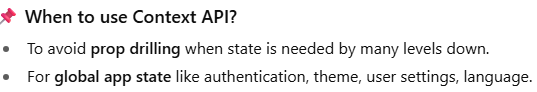 📌 When to use Context API?
• To avoid prop drilling when state is needed by many levels down.
• For global app state like authentication, theme, user settings, language.